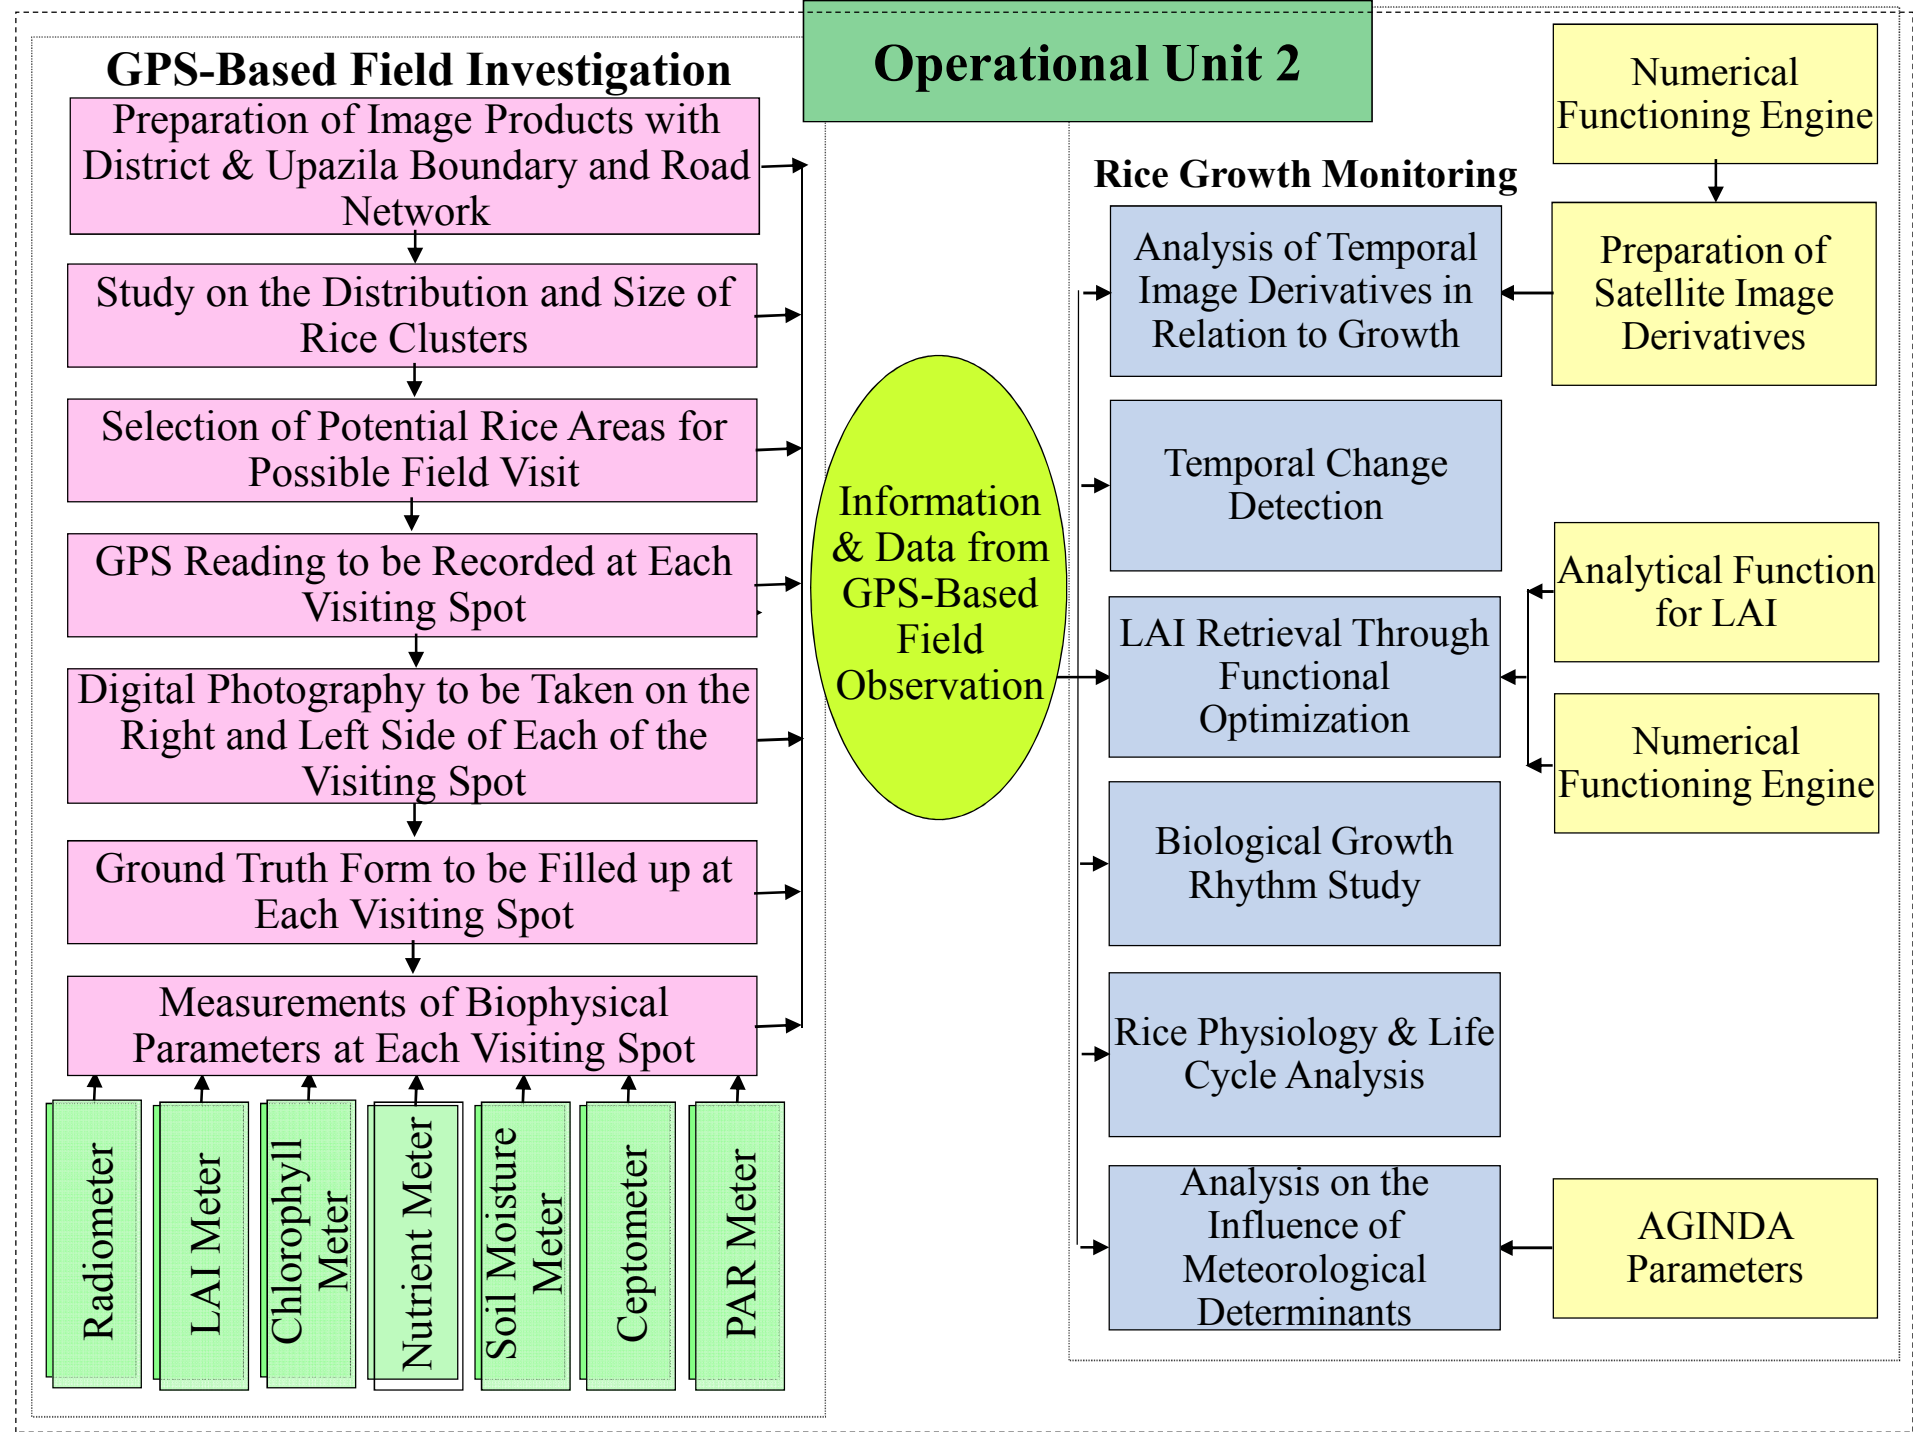 Operational Unit 2
GPS-Based Field Investigation
Preparation of Image Products with
District & Upazila Boundary and Road
Network
Study on the Distribution and Size of
Rice Clusters
Selection of Potential Rice Areas for
Possible Field Visit
GPS Reading to be Recorded at Each
Visiting Spot
Digital Photography to be Taken on the
Right and Left Side of Each of the
Visiting Spot
Ground Truth Form to be Filled up at
Each Visiting Spot
Measurements of Biophysical
Parameters at Each Visiting Spot
Radiometer
LAI Meter
Chlorophyll
Meter
Nutrient Meter
Soil Moisture
Meter
Ceptometer
PAR Meter
Information
& Data from
GPS-Based
Field
Observation
Rice Growth Monitoring
Analysis of Temporal
Image Derivatives in
Relation to Growth
Temporal Change
Detection
LAI Retrieval Through
Functional
Optimization
Biological Growth
Rhythm Study
Rice Physiology & Life
Cycle Analysis
Analysis on the
Influence of
Meteorological
Determinants
Numerical
Functioning Engine
Preparation of
Satellite Image
Derivatives
Analytical Function
for LAI
Numerical
Functioning Engine
AGINDA
Parameters